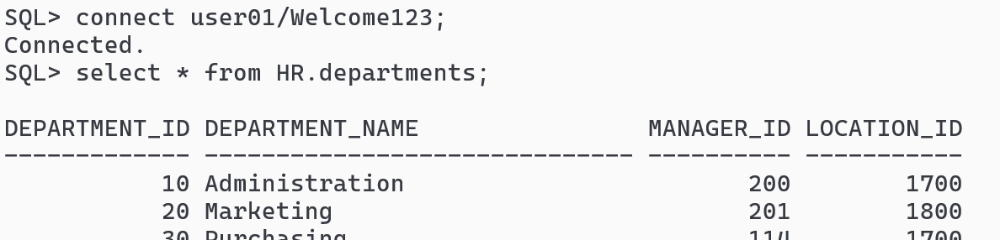 SQL> connect user01/Welcome123;
Connected.
SQL> select * from HR.departments;

DEPARTMENT_ID DEPARTMENT_NAME                MANAGER_ID LOCATION_ID
------------- ------------------------------ ---------- -----------
           10 Administration                        200        1700
           20 Marketing                             201        1800
           30 Purchasing                            114        1700